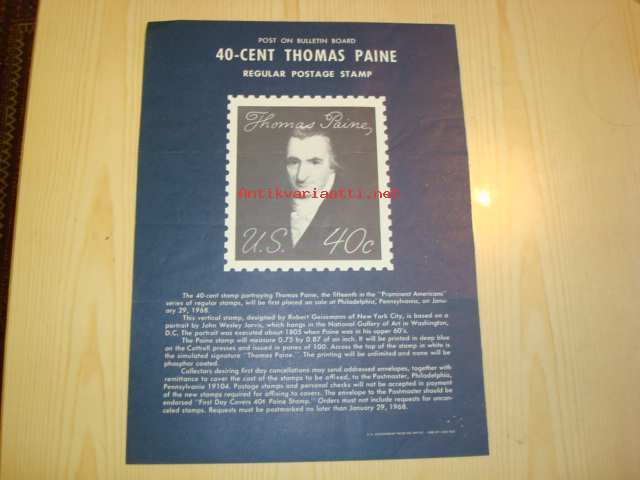 POST ON BULLETIN BOARD
40-CENT THOMAS PAINE
REGULAR POSTAGE STAMP
Thomas Paine
Antikvariaatti.net
U.S. 40c
The 40-cent stamp portraying Thomas Paine, the fifteenth in the "Prominent Americans"
series of regular stamps, will be first placed on sale at Philadelphia, Pennsylvania, on Janu-
ary 29, 1968.
This vertical stamp, designed by Robert Geissmann of New York City, is based on a
portrait by John Wesley Jarvis, which hangs in the National Gallery of Art in Washington,
D.C. The portrait was executed about 1805 when Paine was in his upper 60's.
The Paine stamp will measure 0.75 by 0.87 of an inch. It will be printed in deep blue
on the Cottrell presses and issued in panes of 100. Across the top of the stamp in white is
the simulated signature "Thomas Paine." The printing will be unlimited and none will be
phosphor coated.
Collectors desiring first day cancellations may send addressed envelopes, together with
remittance to cover the cost of the stamps to be affixed, to the Postmaster, Philadelphia,
Pennsylvania 19104. Postage stamps and personal checks will not be accepted in payment
of the new stamps required for affixing to covers. The envelope to the Postmaster should be
endorsed "First Day Covers 40¢ Paine Stamp." Orders must not include requests for uncan-
celed stamps. Requests must be postmarked no later than January 29, 1968.